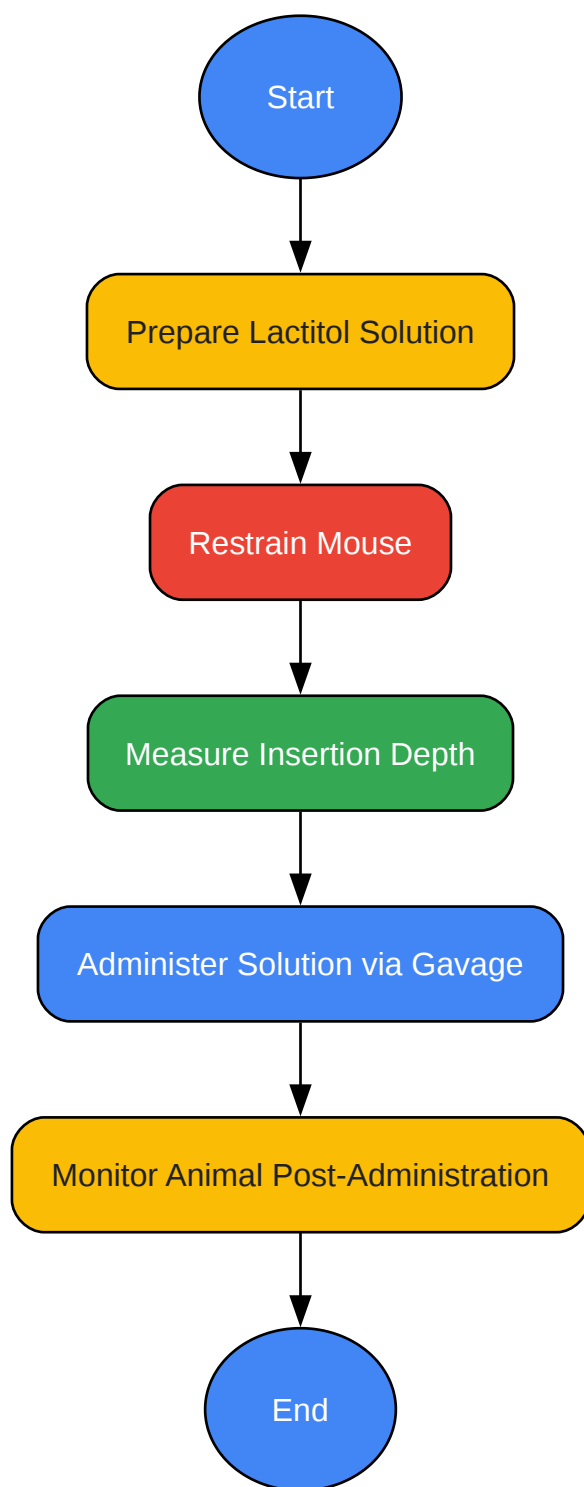 Start
Prepare Lactitol Solution
Restrain Mouse
Measure Insertion Depth
Administer Solution via Gavage
Monitor Animal Post-Administration
End